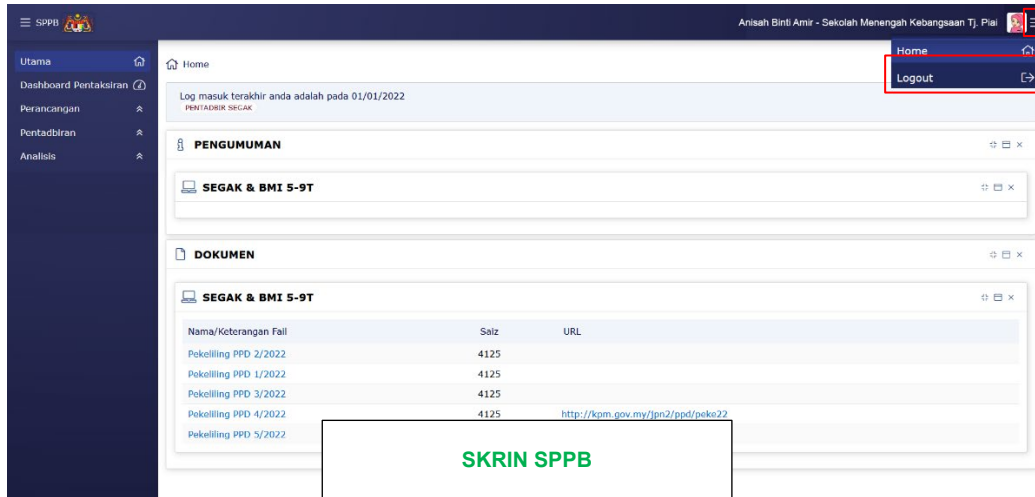 SPPB
Anisah Binti Amir - Sekolah Menengah Kebangsaan Tj. Piai
Home
Logout
Utama
Dashboard Pentaksiran
Perancangan
Pentadbiran
Analisis
Home
Log masuk terakhir anda adalah pada 01/01/2022
PENTADBIR SEGAK
PENGUMUMAN
SEGAK & BMI 5-9T
DOKUMEN
SEGAK & BMI 5-9T
Nama/Keterangan Fail Saiz URL
Pekeliling PPD 2/2022 4125
Pekeliling PPD 1/2022 4125
Pekeliling PPD 3/2022 4125
Pekeliling PPD 4/2022 4125 http://kpm.gov.my/jpn2/ppd/peke22
Pekeliling PPD 5/2022
SKRIN SPPB